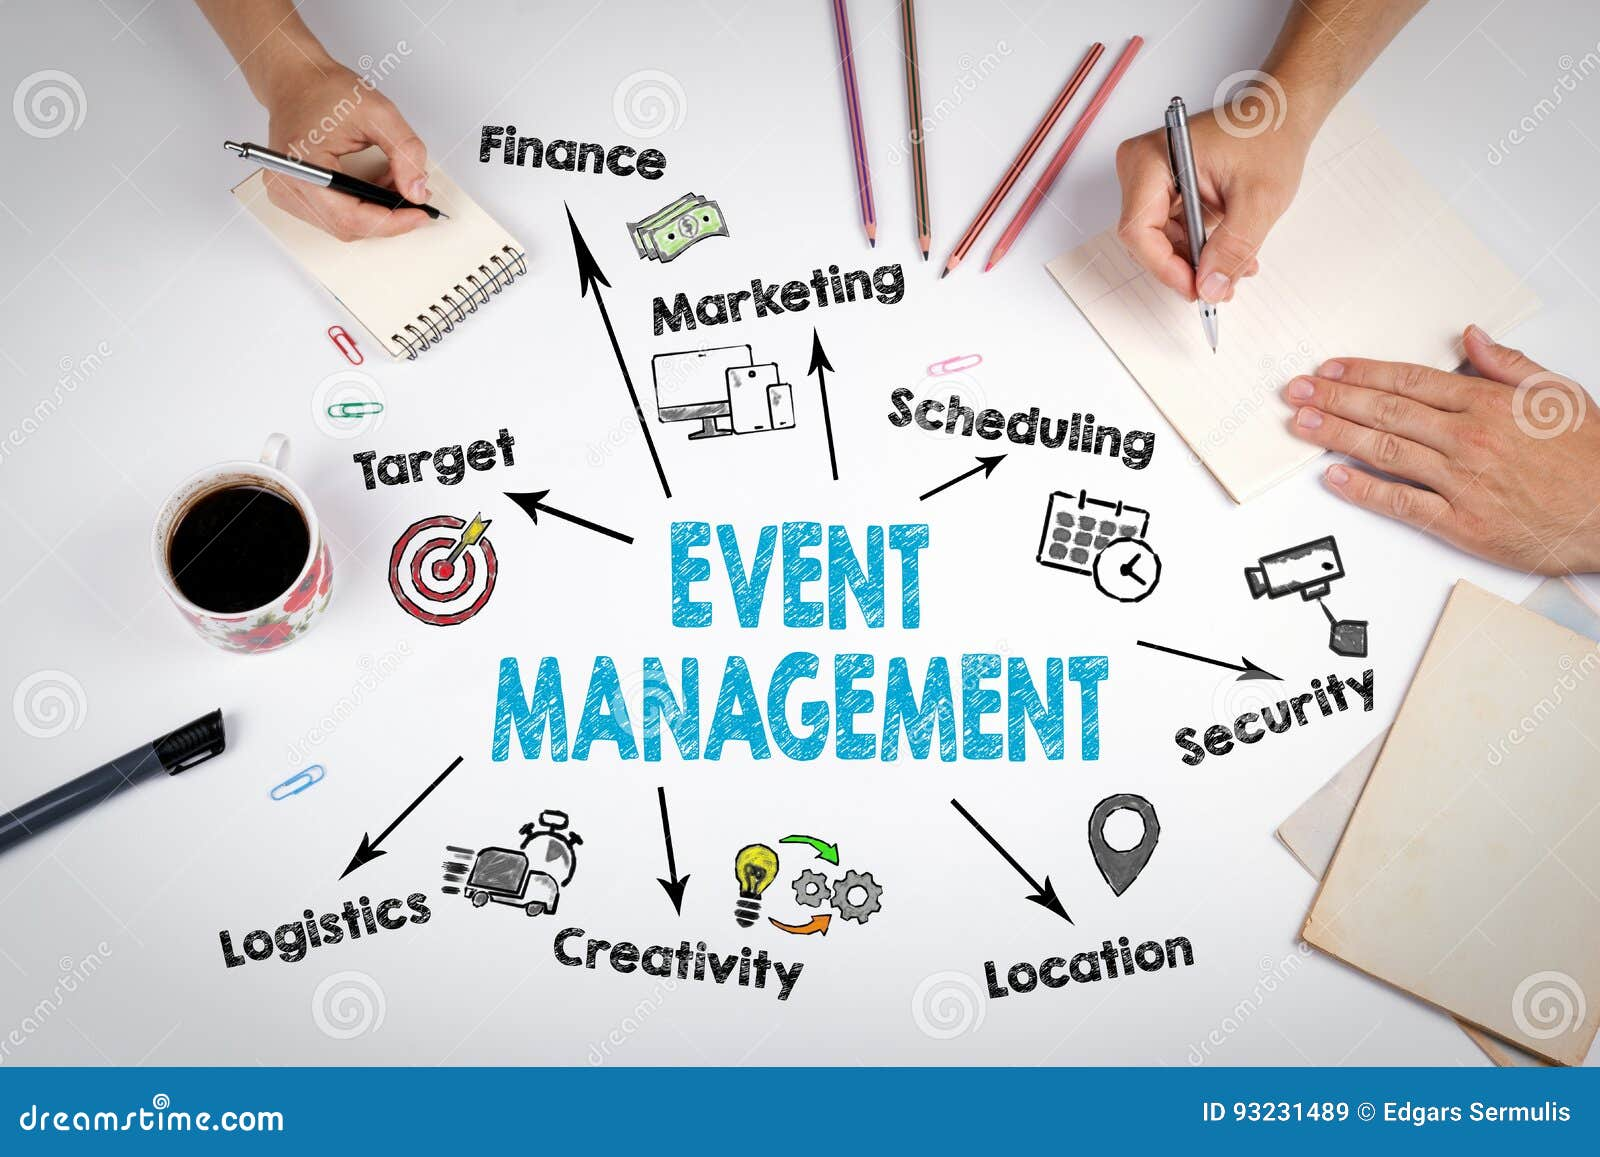 Finance
Marketing
Scheduling
Target
EVENT
MANAGEMENT
Security
Logistics
Creativity
Location
dreamstime.com
ID 93231489 © Edgars Sermulis